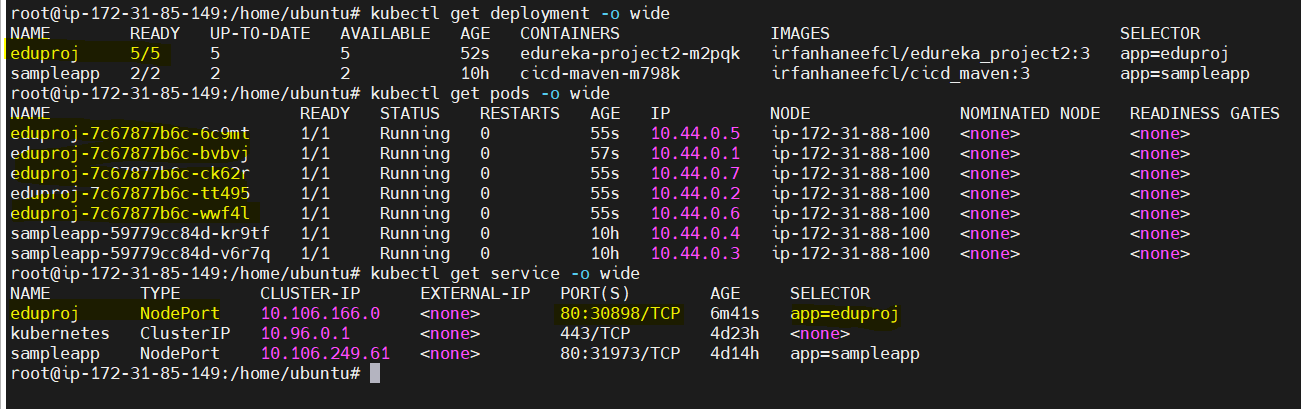 root@ip-172-31-85-149:/home/ubuntu# kubectl get deployment -o wide
NAME READY UP-TO-DATE AVAILABLE AGE CONTAINERS IMAGES SELECTOR
eduproj 5/5 5 5 52s edureka-project2-m2pqk irfanhaneefcl/edureka_project2:3 app=eduproj
sampleapp 2/2 2 2 10h cicd-maven-m798k irfanhaneefcl/cicd_maven:3 app=sampleapp
root@ip-172-31-85-149:/home/ubuntu# kubectl get pods -o wide
NAME READY STATUS RESTARTS AGE IP NODE NOMINATED NODE READINESS GATES
eduproj-7c67877b6c-6c9mt 1/1 Running 0 55s 10.44.0.5 ip-172-31-88-100 <none> <none>
eduproj-7c67877b6c-bvbvj 1/1 Running 0 57s 10.44.0.1 ip-172-31-88-100 <none> <none>
eduproj-7c67877b6c-ck62r 1/1 Running 0 55s 10.44.0.7 ip-172-31-88-100 <none> <none>
eduproj-7c67877b6c-tt495 1/1 Running 0 55s 10.44.0.2 ip-172-31-88-100 <none> <none>
eduproj-7c67877b6c-wwf4l 1/1 Running 0 55s 10.44.0.6 ip-172-31-88-100 <none> <none>
sampleapp-59779cc84d-kr9tf 1/1 Running 0 10h 10.44.0.4 ip-172-31-88-100 <none> <none>
sampleapp-59779cc84d-v6r7q 1/1 Running 0 10h 10.44.0.3 ip-172-31-88-100 <none> <none>
root@ip-172-31-85-149:/home/ubuntu# kubectl get service -o wide
NAME TYPE CLUSTER-IP EXTERNAL-IP PORT(S) AGE SELECTOR
eduproj NodePort 10.106.166.0 <none> 80:30898/TCP 6m41s app=eduproj
kubernetes ClusterIP 10.96.0.1 <none> 443/TCP 4d23h <none>
sampleapp NodePort 10.106.249.61 <none> 80:31973/TCP 4d14h app=sampleapp
root@ip-172-31-85-149:/home/ubuntu#